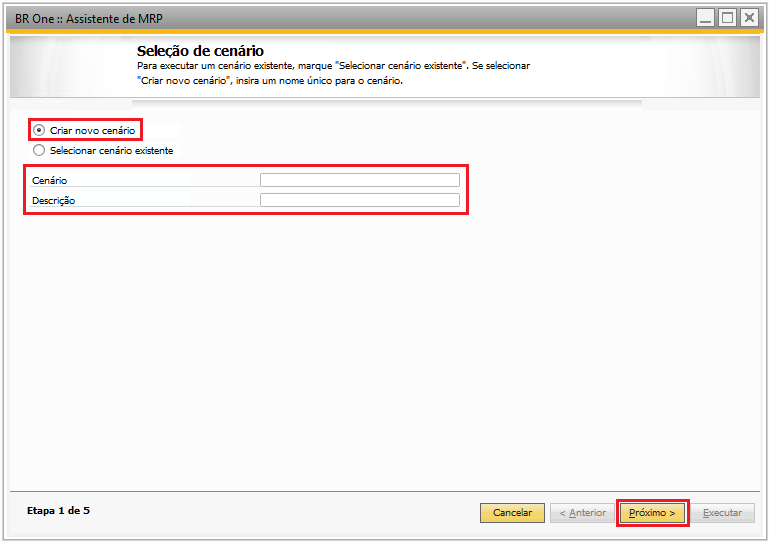 BR One :: Assistente de MRP
Seleção de cenário
Para executar um cenário existente, marque "Selecionar cenário existente". Se selecionar
"Criar novo cenário", insira um nome único para o cenário.
Criar novo cenário
Selecionar cenário existente
Cenário
Descrição
Etapa 1 de 5
Cancelar
< Anterior
Próximo >
Executar